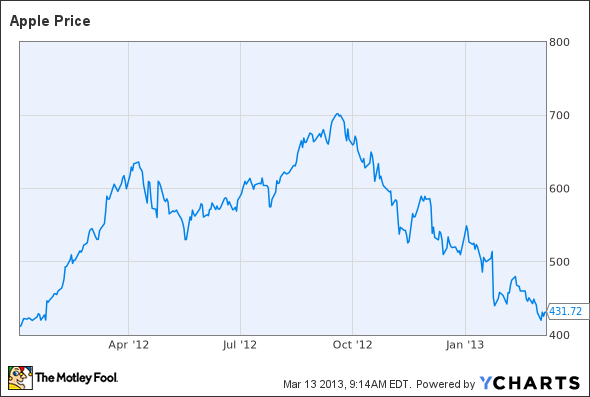 Apple Price
800
700
600
500
431.72
400
Apr '12
Jul '12
Oct '12
Jan '13
The Motley Fool.
Mar 13 2013, 9:14AM EDT. Powered by YCHARTS